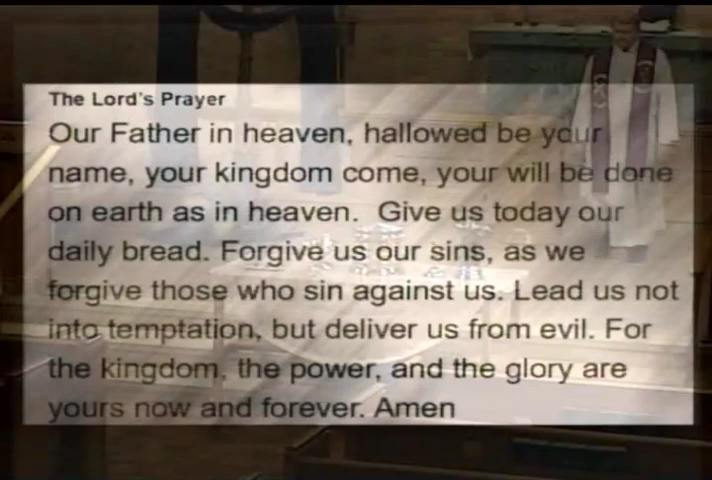 The Lord's Prayer
Our Father in heaven, hallowed be your
name, your kingdom come, your will be done
on earth as in heaven. Give us today our
daily bread. Forgive us our sins, as we
forgive those who sin against us. Lead us not
into temptation, but deliver us from evil. For
the kingdom, the power, and the glory are
yours now and forever. Amen